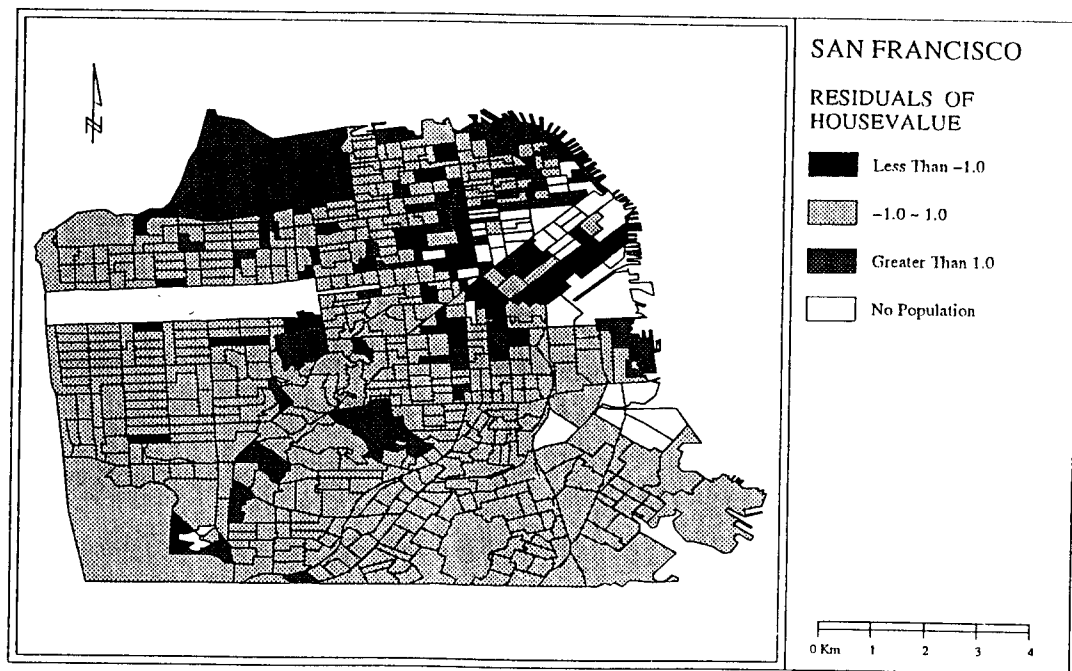 SAN FRANCISCO
RESIDUALS OF
HOUSEVALUE
Less Than −1.0
−1.0 ~ 1.0
Greater Than 1.0
No Population
0 Km 1 2 3 4